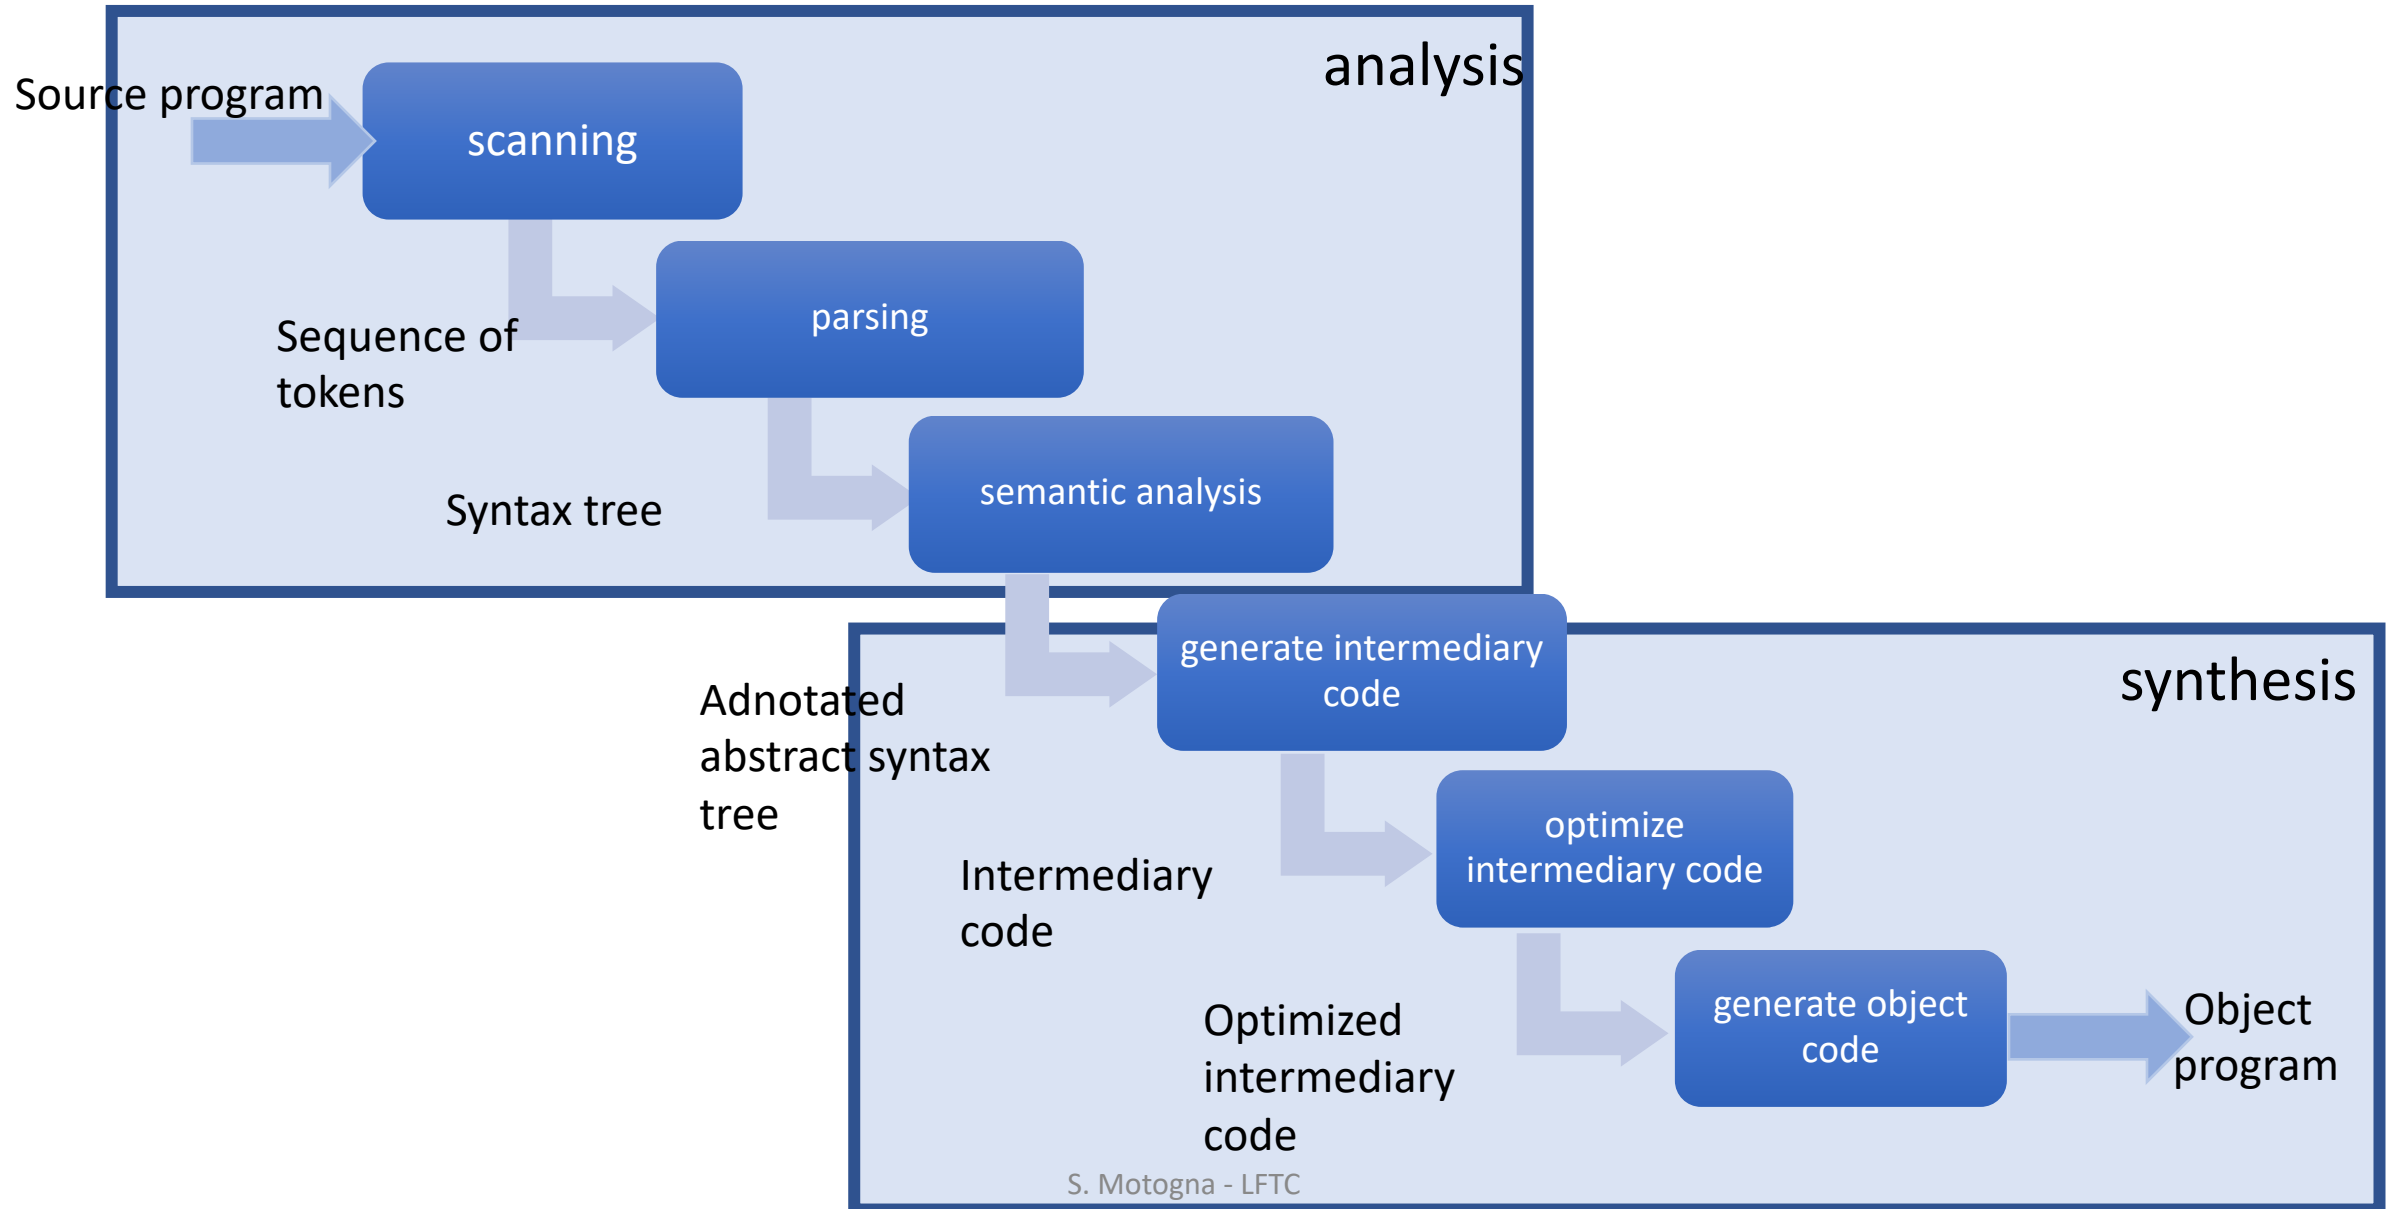 analysis
Source program
scanning
Sequence of
tokens
parsing
Syntax tree
semantic analysis
generate intermediary
code
synthesis
Adnotated
abstract syntax
tree
optimize
intermediary code
Intermediary
code
generate object
code
Optimized
intermediary
code
Object
program
S. Motogna - LFTC